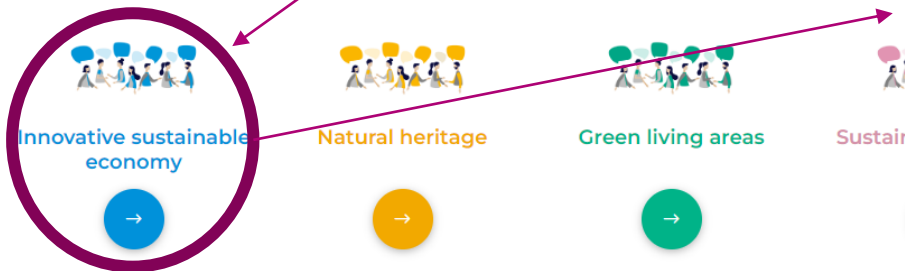 Innovative sustainable
economy
Natural heritage
Green living areas